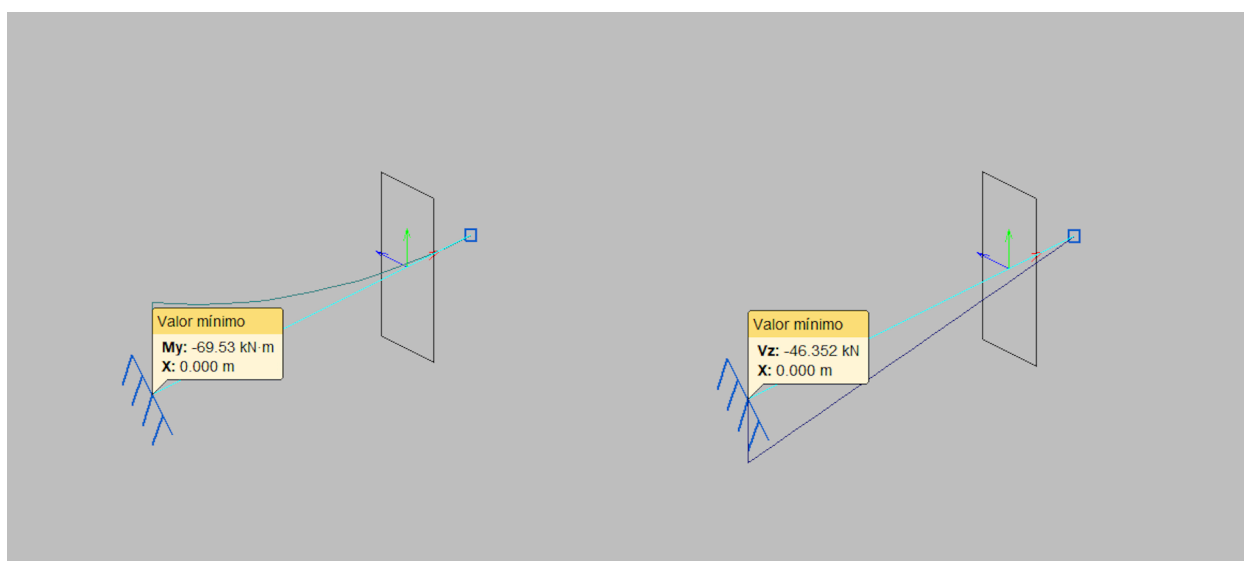 Valor mínimo
My: -69.53 kN·m
X: 0.000 m
Valor mínimo
Vz: -46.352 kN
X: 0.000 m